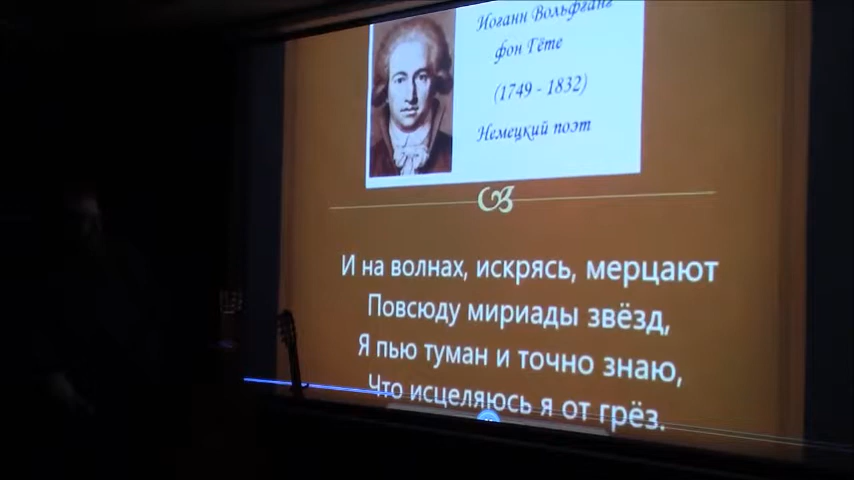 Иоганн Вольфганг
фон Гёте
(1749 - 1832)
Немецкий поэт
И на волнах, искрясь, мерцают
Повсюду мириады звёзд,
Я пью туман и точно знаю,
Что исцеляюсь я от грёз.